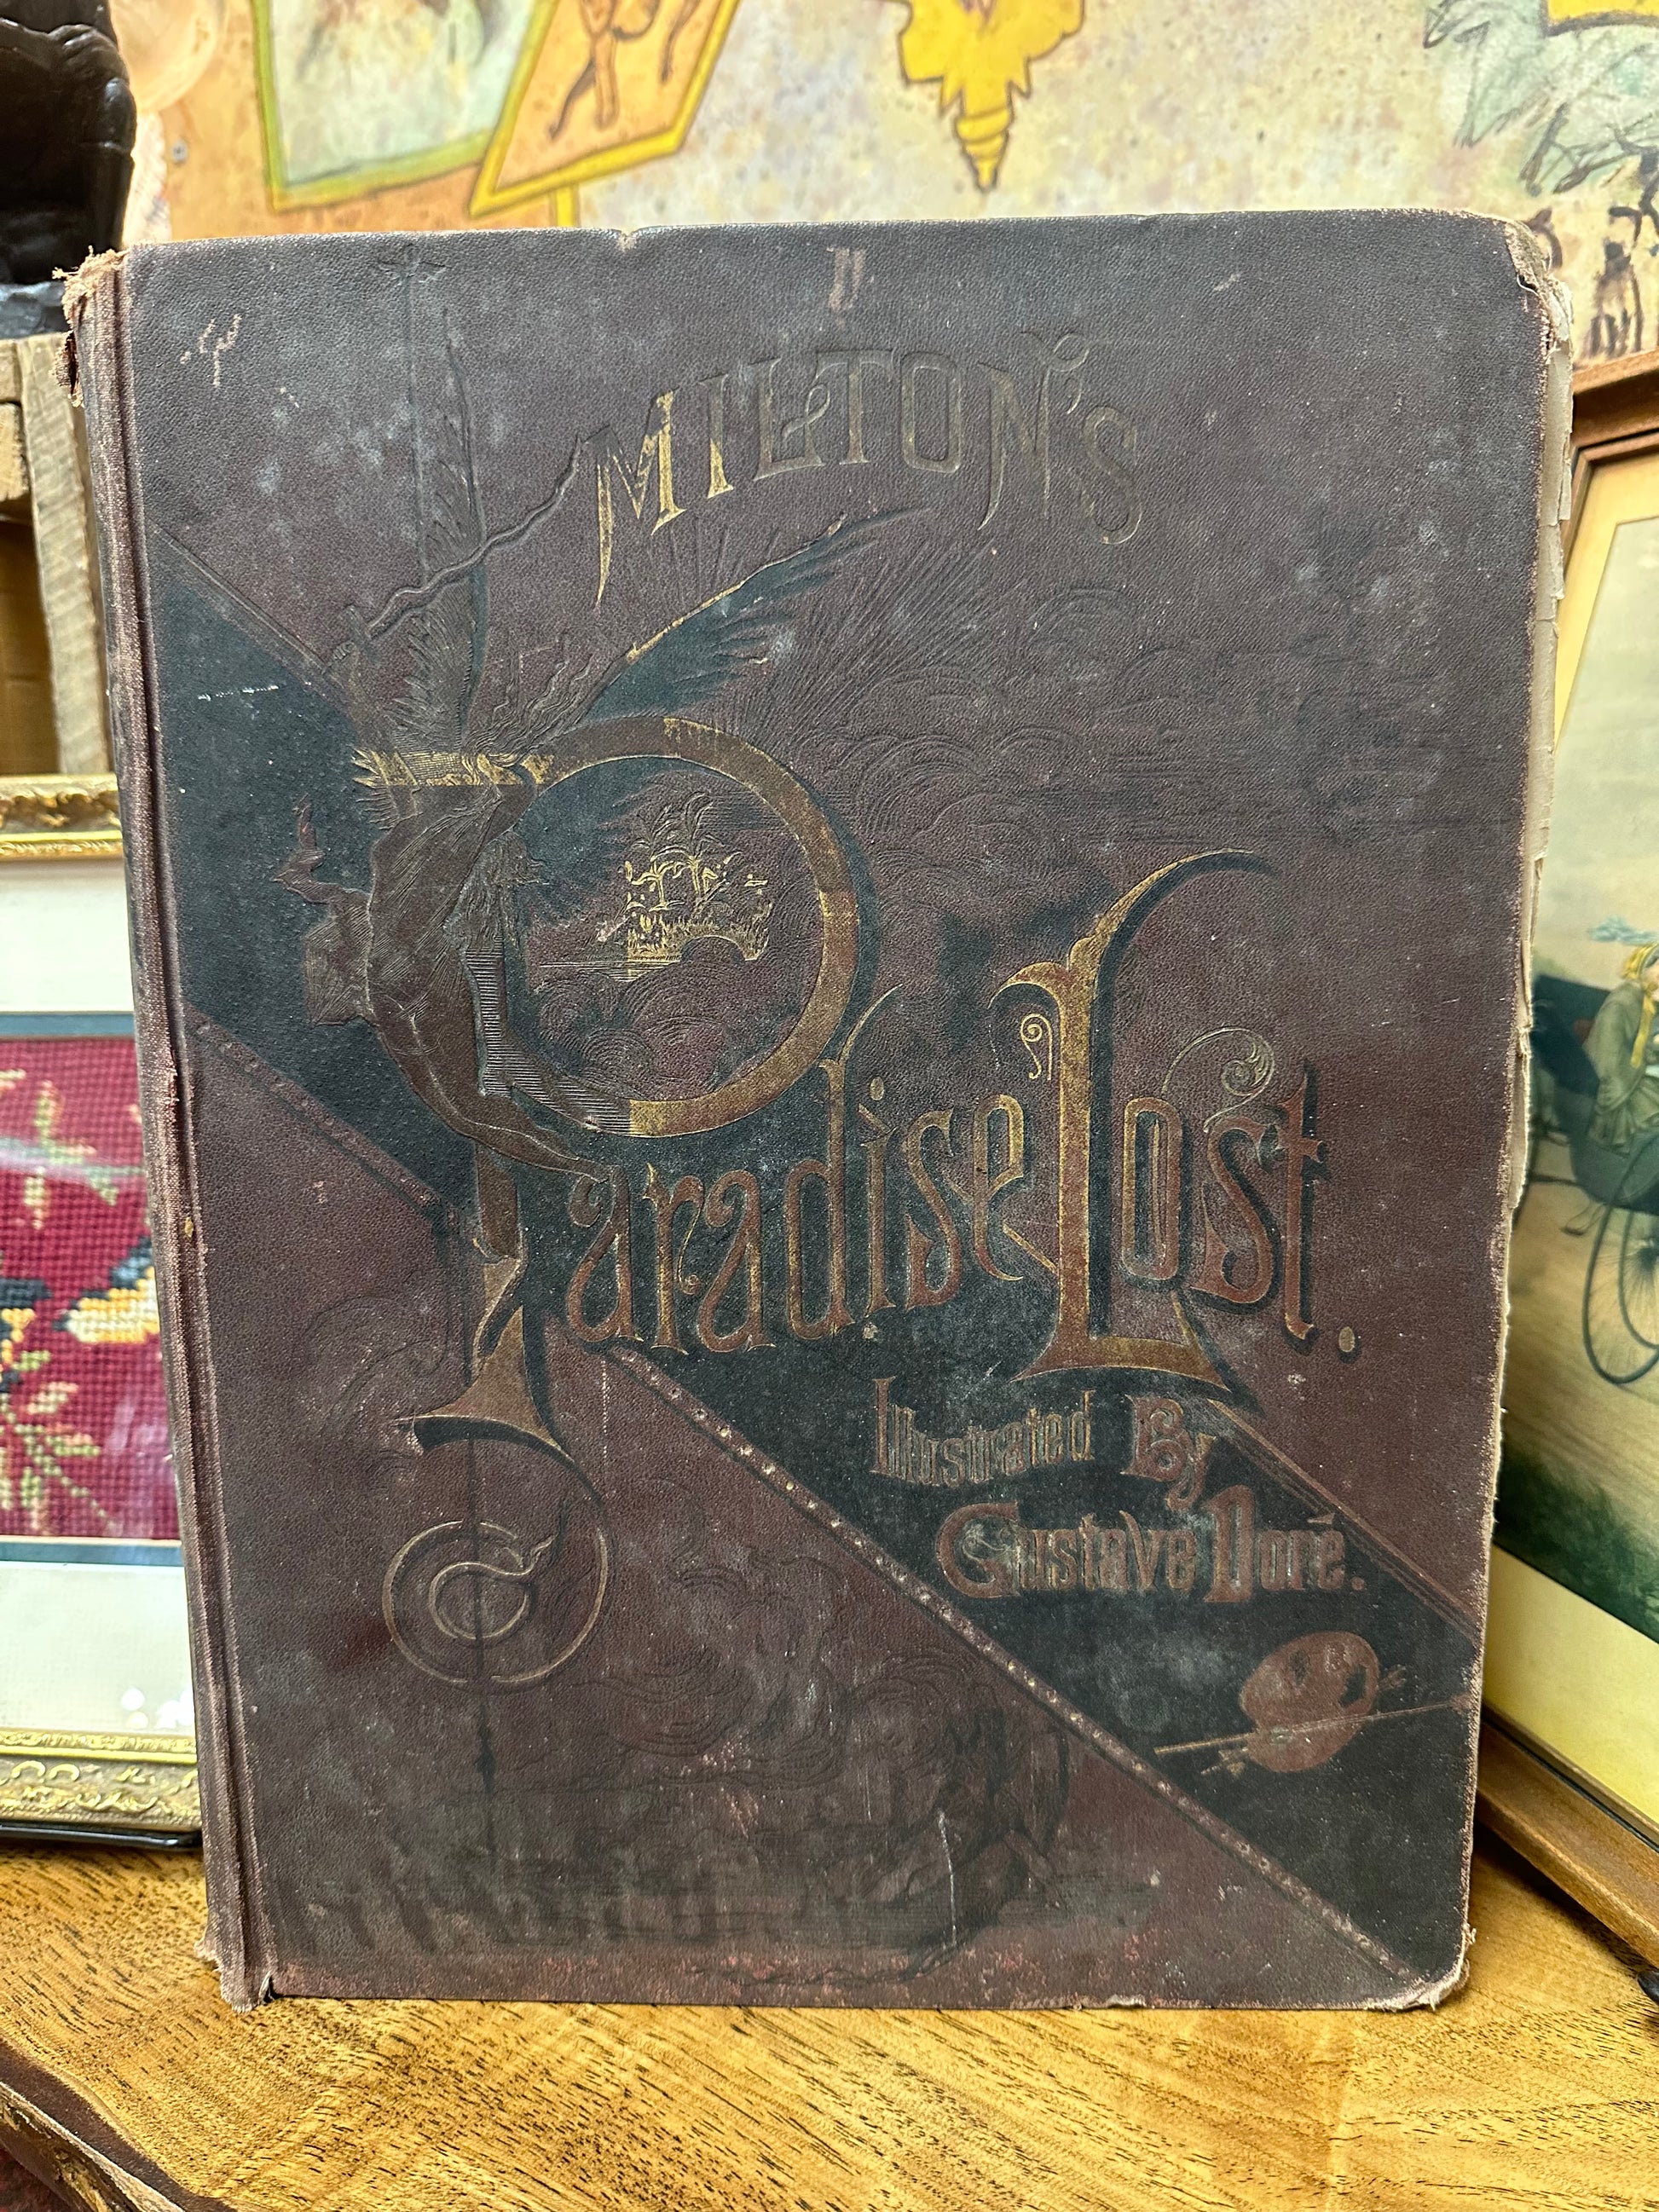 MILTON'S
Paradise Lost.
Illustrated By
Gustave Doré.